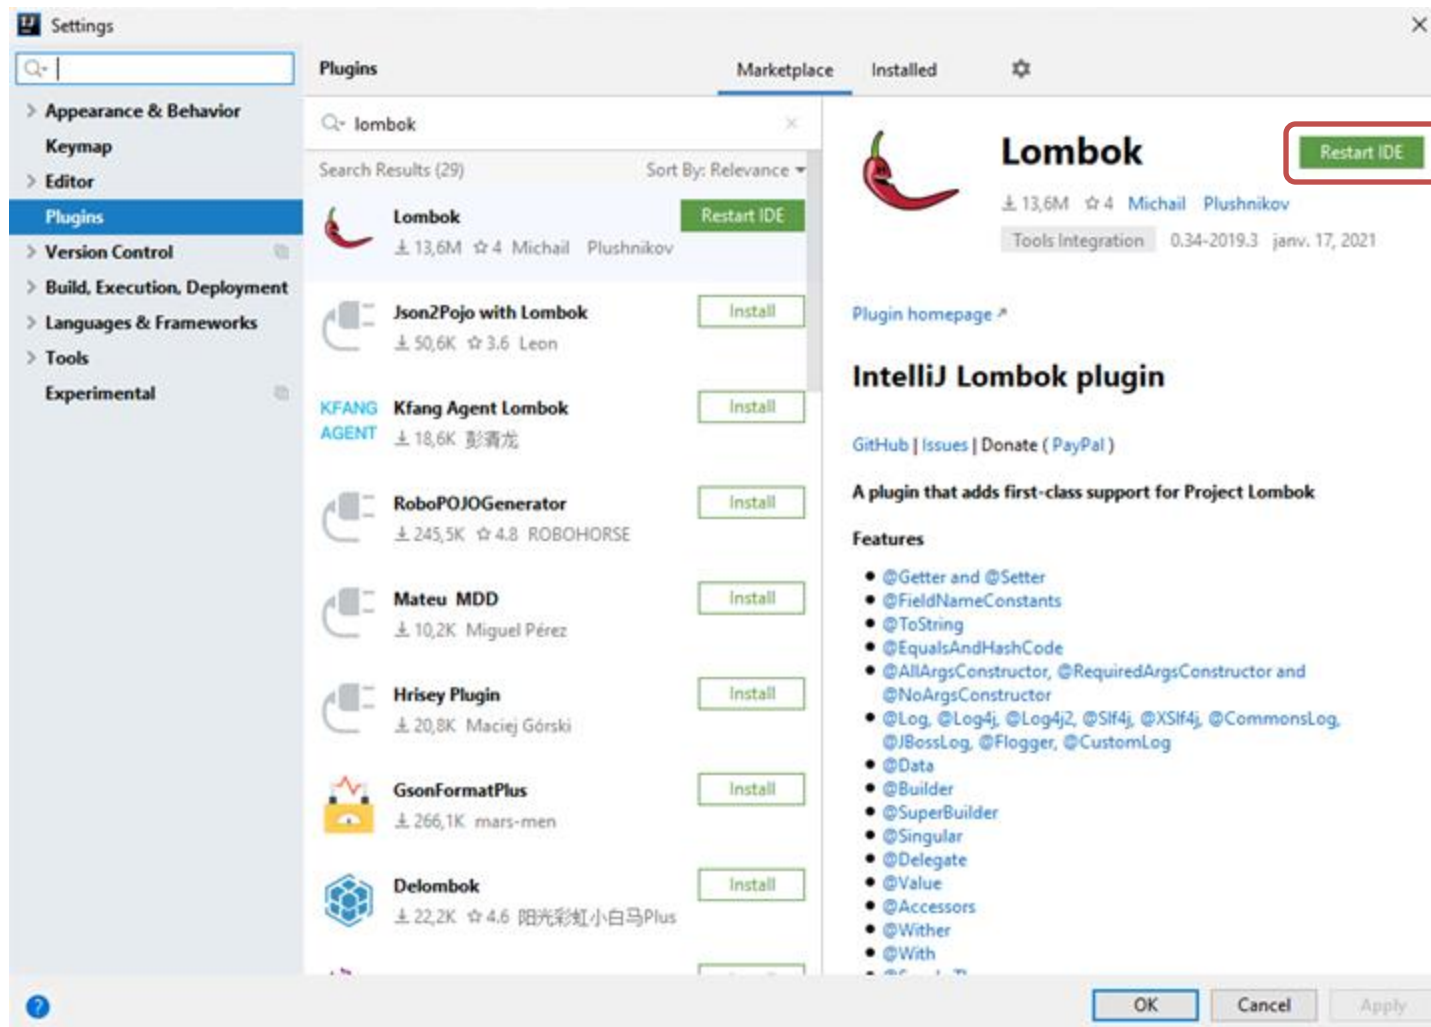 Settings
Appearance & Behavior
Keymap
Editor
Plugins
Version Control
Build, Execution, Deployment
Languages & Frameworks
Tools
Experimental
Plugins
Marketplace
Installed
lombok
Search Results (29)
Sort By: Relevance
Lombok
Restart IDE
13,6M 4 Michail Plushnikov
Json2Pojo with Lombok
Install
50,6K 3.6 Leon
KFANG
AGENT
Kfang Agent Lombok
Install
18,6K 彭清龙
RoboPOJOGenerator
Install
245,5K 4.8 ROBOHORSE
Mateu MDD
Install
10,2K Miguel Pérez
Hrisey Plugin
Install
20,8K Maciej Górski
GsonFormatPlus
Install
266,1K mars-men
Delombok
Install
22,2K 4.6 阳光彩虹小白马Plus
Lombok
Restart IDE
13,6M 4 Michail Plushnikov
Tools Integration 0.34-2019.3 janv. 17, 2021
Plugin homepage
IntelliJ Lombok plugin
GitHub | Issues | Donate ( PayPal )
A plugin that adds first-class support for Project Lombok
Features
@Getter and @Setter
@FieldNameConstants
@ToString
@EqualsAndHashCode
@AllArgsConstructor, @RequiredArgsConstructor and
@NoArgsConstructor
@Log, @Log4j, @Log4j2, @Slf4j, @XSlf4j, @CommonsLog,
@JBossLog, @Flogger, @CustomLog
@Data
@Builder
@SuperBuilder
@Singular
@Delegate
@Value
@Accessors
@Wither
@With
?
OK
Cancel
Apply